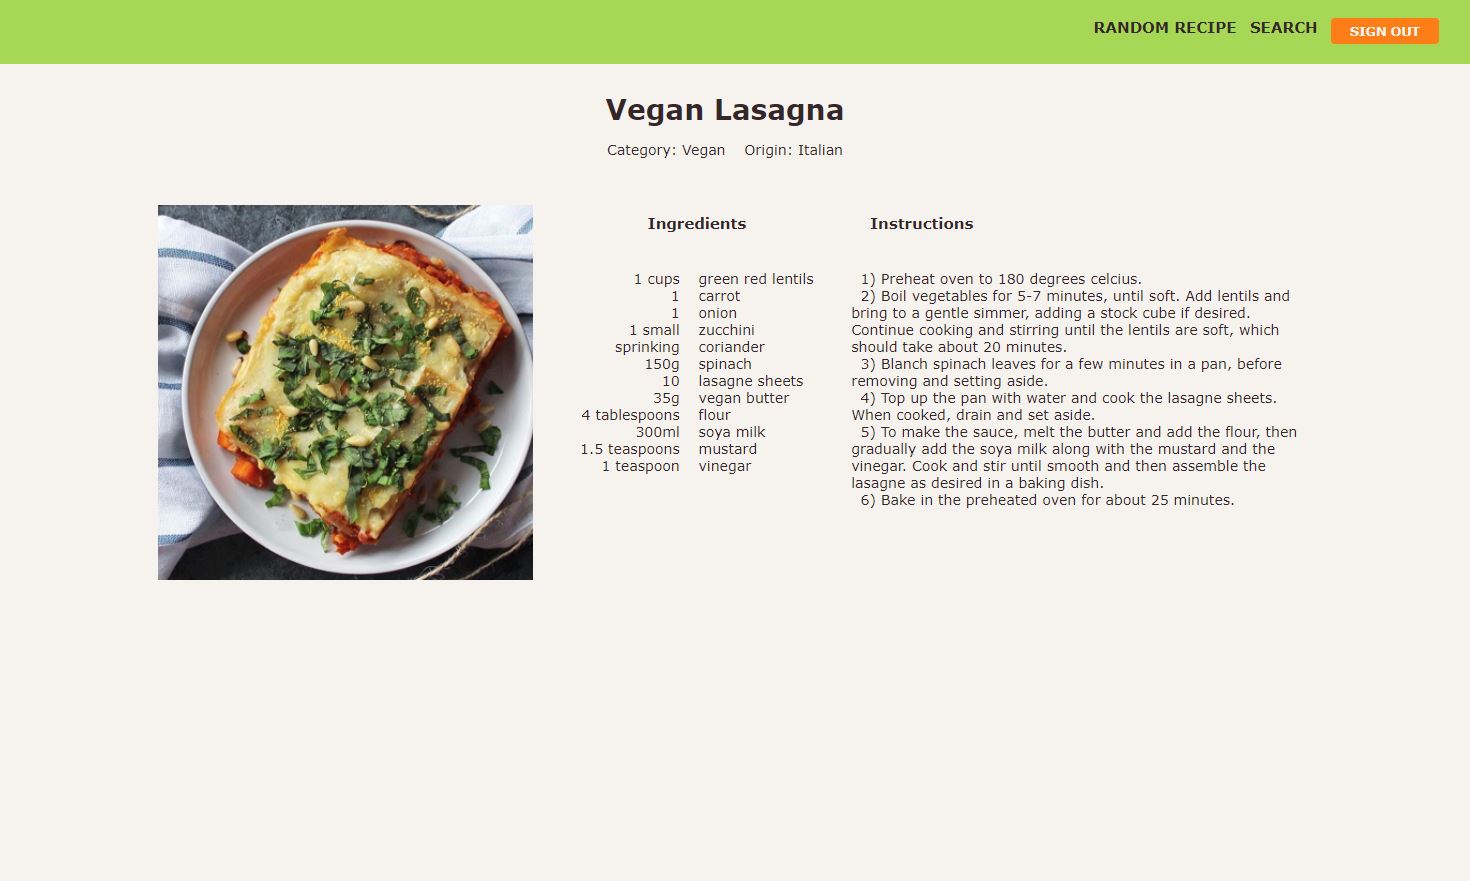 RANDOM RECIPE SEARCH SIGN OUT
Vegan Lasagna
Category: Vegan Origin: Italian
Ingredients
1 cups green red lentils
1 carrot
1 onion
1 small zucchini
sprinking coriander
150g spinach
10 lasagne sheets
35g vegan butter
4 tablespoons flour
300ml soya milk
1.5 teaspoons mustard
1 teaspoon vinegar
Instructions
1) Preheat oven to 180 degrees celcius.
2) Boil vegetables for 5-7 minutes, until soft. Add lentils and
bring to a gentle simmer, adding a stock cube if desired.
Continue cooking and stirring until the lentils are soft, which
should take about 20 minutes.
3) Blanch spinach leaves for a few minutes in a pan, before
removing and setting aside.
4) Top up the pan with water and cook the lasagne sheets.
When cooked, drain and set aside.
5) To make the sauce, melt the butter and add the flour, then
gradually add the soya milk along with the mustard and the
vinegar. Cook and stir until smooth and then assemble the
lasagne as desired in a baking dish.
6) Bake in the preheated oven for about 25 minutes.